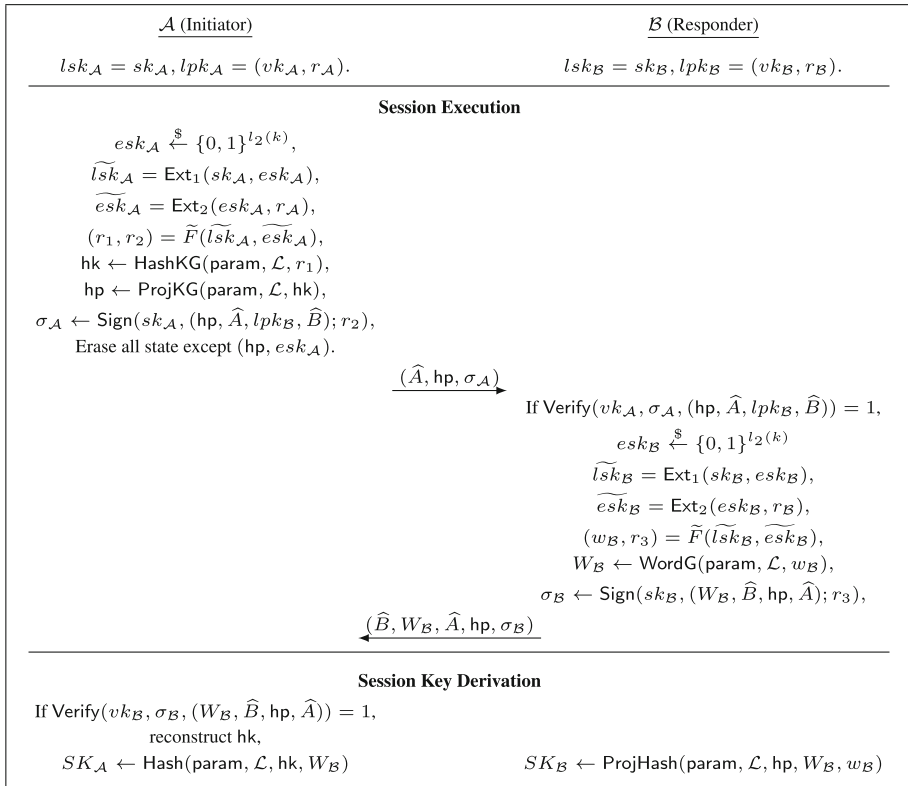 𝒜 (Initiator)
ℬ (Responder)
lsk_𝒜 = sk_𝒜, lpk_𝒜 = (vk_𝒜, r_𝒜).
lsk_ℬ = sk_ℬ, lpk_ℬ = (vk_ℬ, r_ℬ).
Session Execution
esk_𝒜 $← {0, 1}^{l_2(k)},
l͠sk_𝒜 = Ext_1(sk_𝒜, esk_𝒜),
e͠sk_𝒜 = Ext_2(esk_𝒜, r_𝒜),
(r_1, r_2) = F̃(l͠sk_𝒜, e͠sk_𝒜),
hk ← HashKG(param, ℒ, r_1),
hp ← ProjKG(param, ℒ, hk),
σ_𝒜 ← Sign(sk_𝒜, (hp, Â, lpk_ℬ, B̂); r_2),
Erase all state except (hp, esk_𝒜).
(Â, hp, σ_𝒜)
If Verify(vk_𝒜, σ_𝒜, (hp, Â, lpk_ℬ, B̂)) = 1,
esk_ℬ $← {0, 1}^{l_2(k)}
l͠sk_ℬ = Ext_1(sk_ℬ, esk_ℬ),
e͠sk_ℬ = Ext_2(esk_ℬ, r_ℬ),
(w_ℬ, r_3) = F̃(l͠sk_ℬ, e͠sk_ℬ),
W_ℬ ← WordG(param, ℒ, w_ℬ),
σ_ℬ ← Sign(sk_ℬ, (W_ℬ, B̂, hp, Â); r_3),
(B̂, W_ℬ, Â, hp, σ_ℬ)
Session Key Derivation
If Verify(vk_ℬ, σ_ℬ, (W_ℬ, B̂, hp, Â)) = 1,
reconstruct hk,
SK_𝒜 ← Hash(param, ℒ, hk, W_ℬ)
SK_ℬ ← ProjHash(param, ℒ, hp, W_ℬ, w_ℬ)